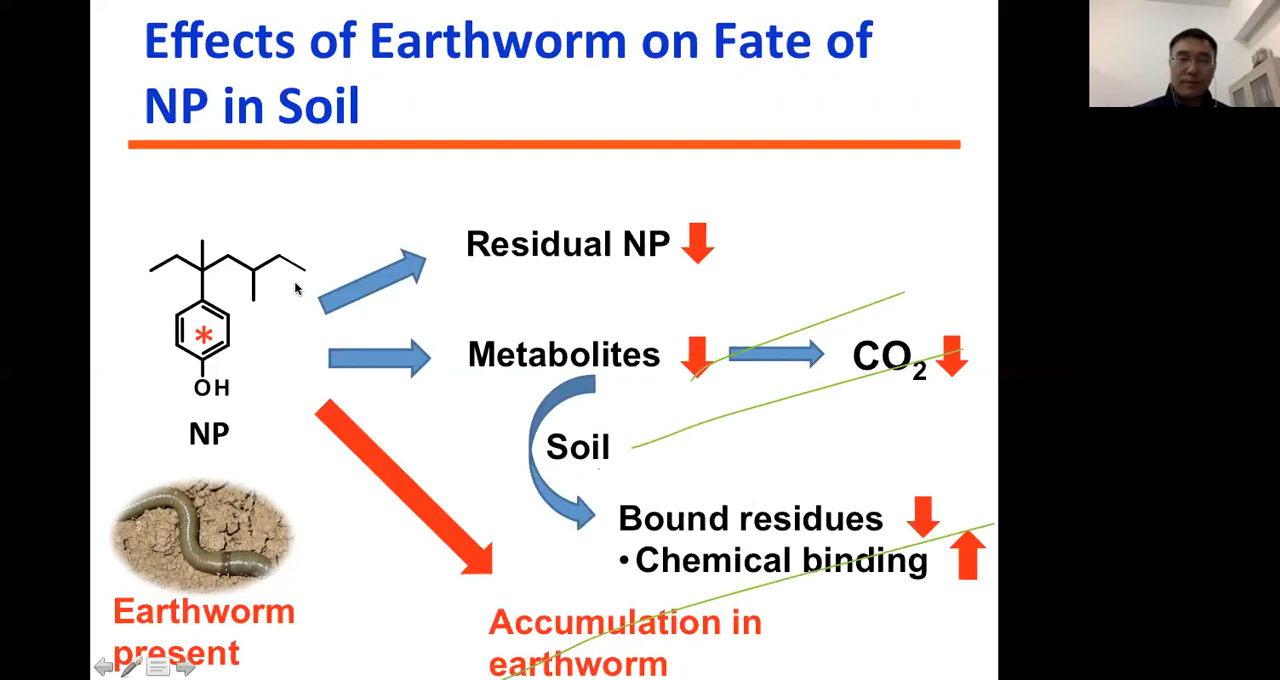 Effects of Earthworm on Fate of
NP in Soil
Residual NP
Metabolites
CO2
OH
NP
Soil
Bound residues
• Chemical binding
Earthworm
present
Accumulation in
earthworm